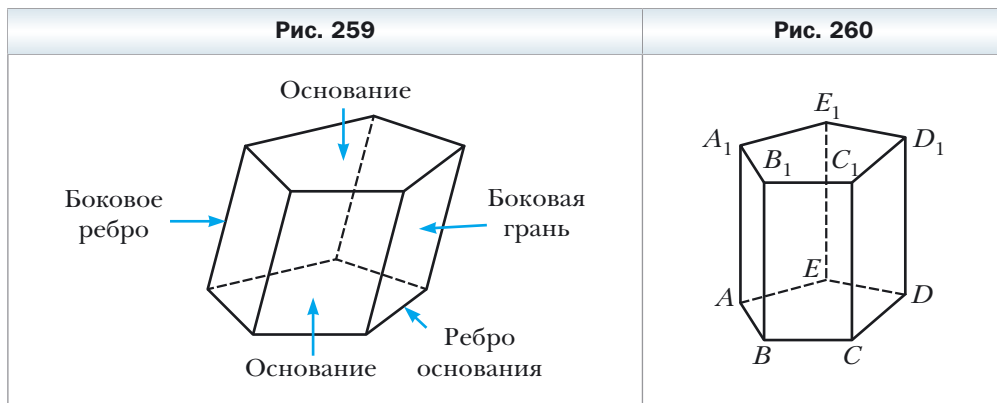 Рис. 259
Рис. 260
Основание
Боковое
ребро
Боковая
грань
Ребро
основания
Основание
E₁
A₁
D₁
B₁
C₁
E
A
D
B
C